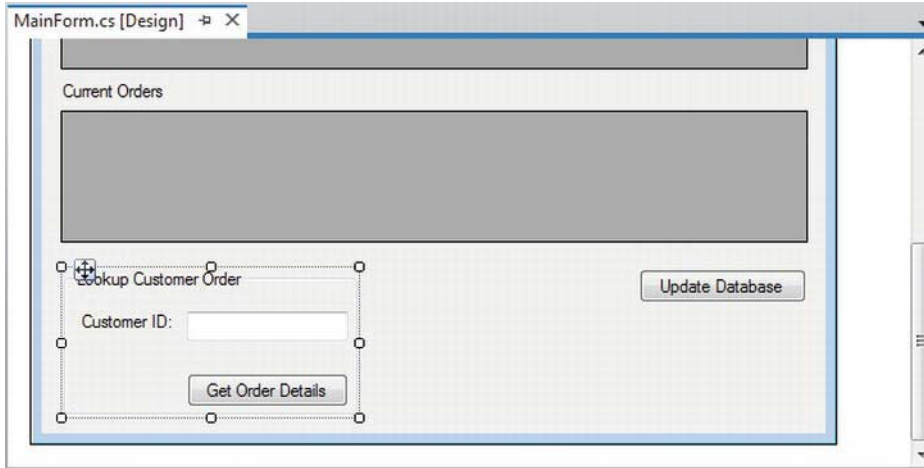 MainForm.cs [Design]
Current Orders
Lookup Customer Order
Update Database
Customer ID:
Get Order Details